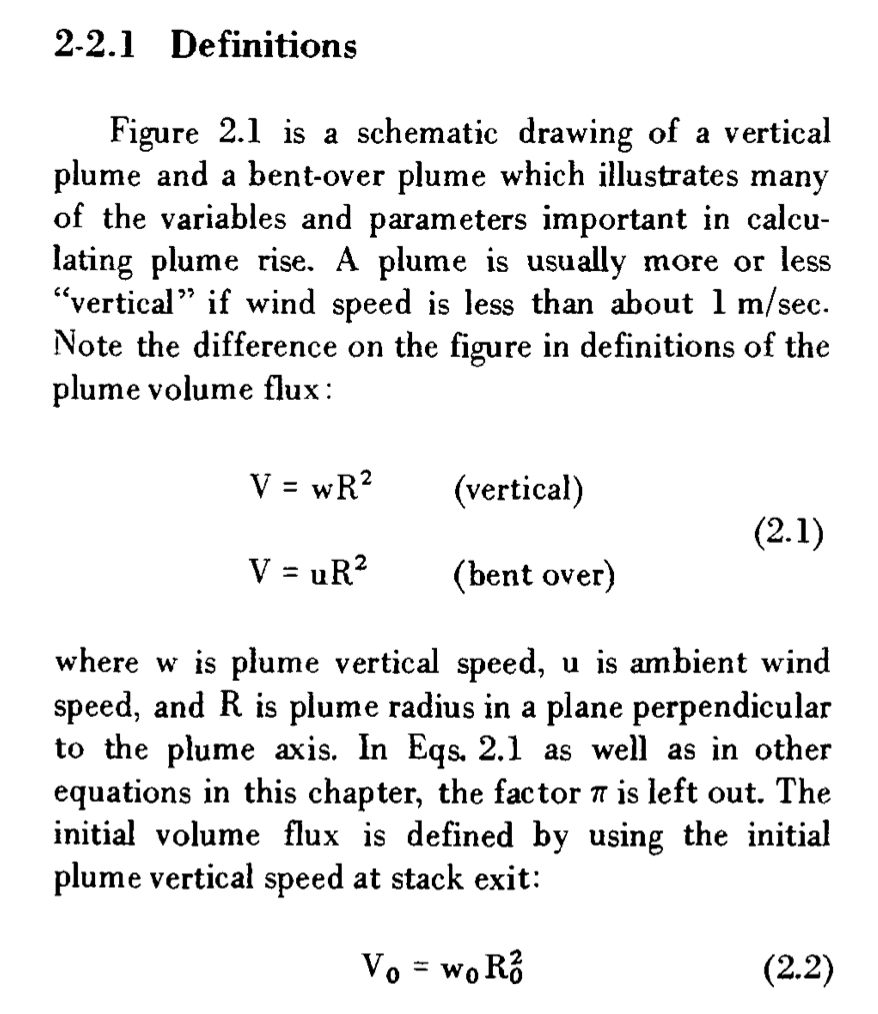 2-2.1 Definitions
Figure 2.1 is a schematic drawing of a vertical
plume and a bent-over plume which illustrates many
of the variables and parameters important in calcu-
lating plume rise. A plume is usually more or less
“vertical” if wind speed is less than about 1 m/sec.
Note the difference on the figure in definitions of the
plume volume flux:
V = wR² (vertical)
(2.1)
V = uR² (bent over)
where w is plume vertical speed, u is ambient wind
speed, and R is plume radius in a plane perpendicular
to the plume axis. In Eqs. 2.1 as well as in other
equations in this chapter, the factor π is left out. The
initial volume flux is defined by using the initial
plume vertical speed at stack exit:
V₀ = w₀R₀² (2.2)